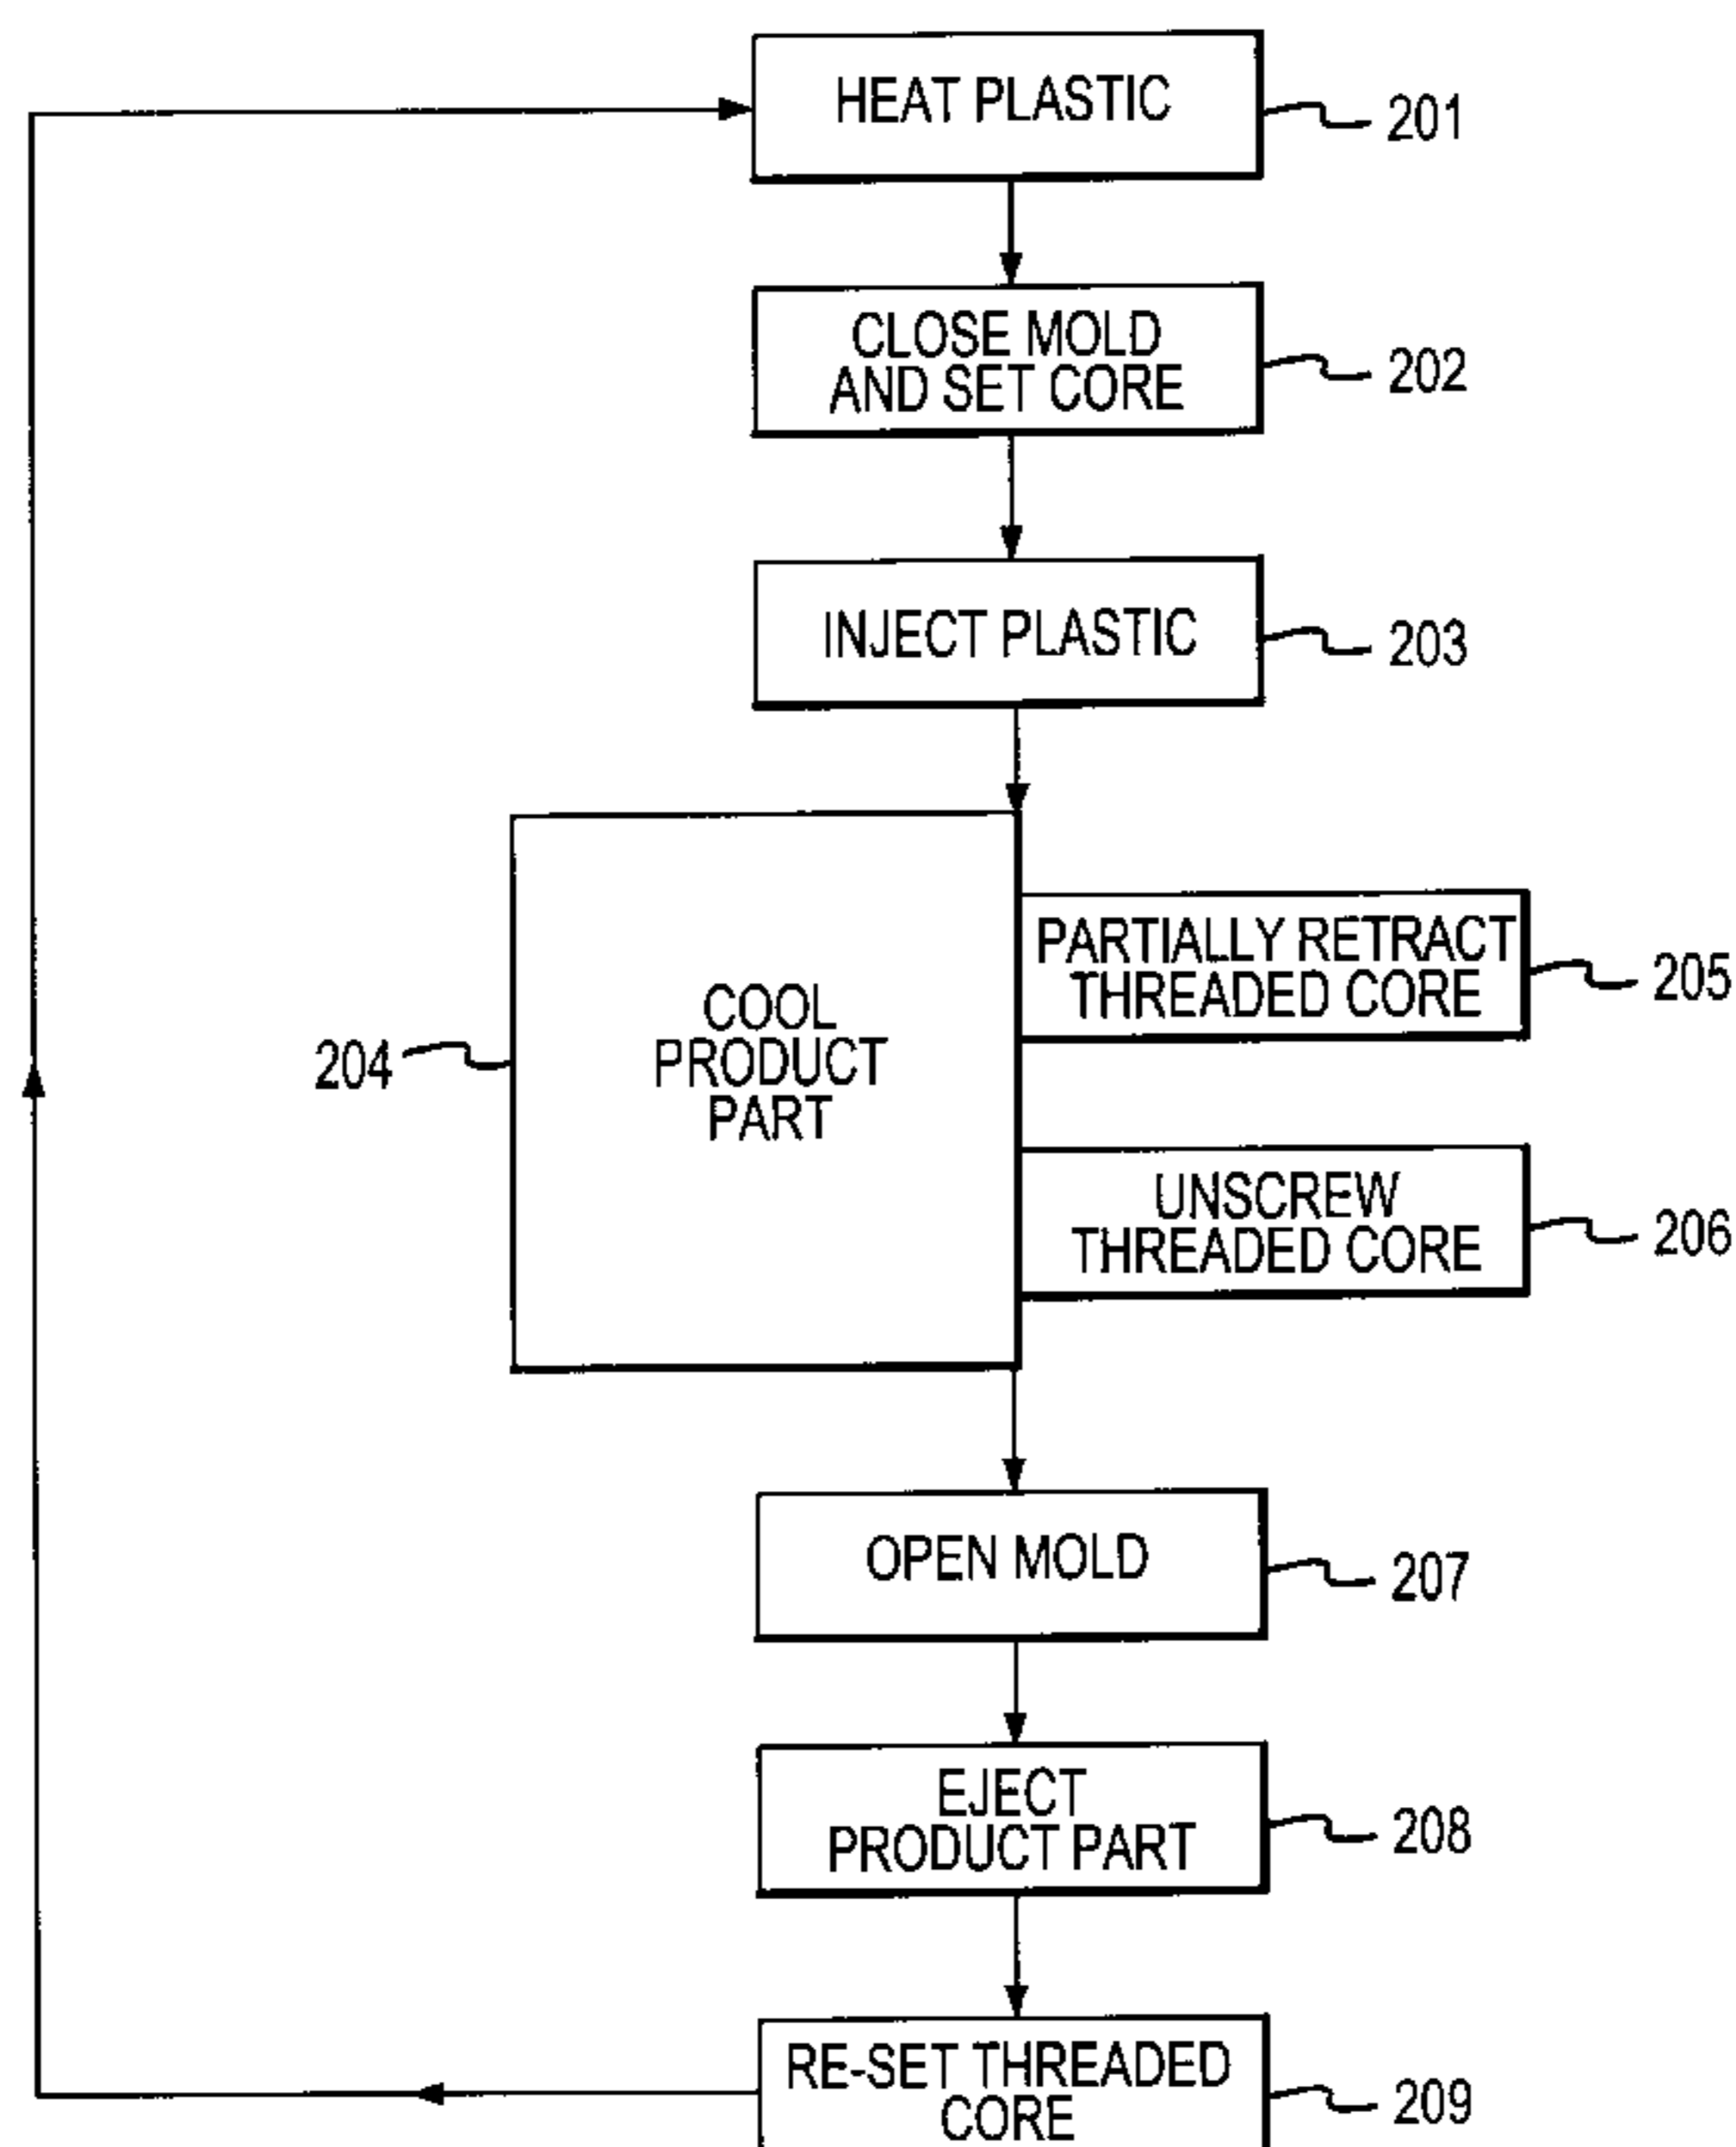 HEAT PLASTIC
201
CLOSE MOLD
AND SET CORE
202
INJECT PLASTIC
203
COOL
PRODUCT
PART
204
PARTIALLY RETRACT
THREADED CORE
205
UNSCREW
THREADED CORE
206
OPEN MOLD
207
EJECT
PRODUCT PART
208
RE-SET THREADED
CORE
209